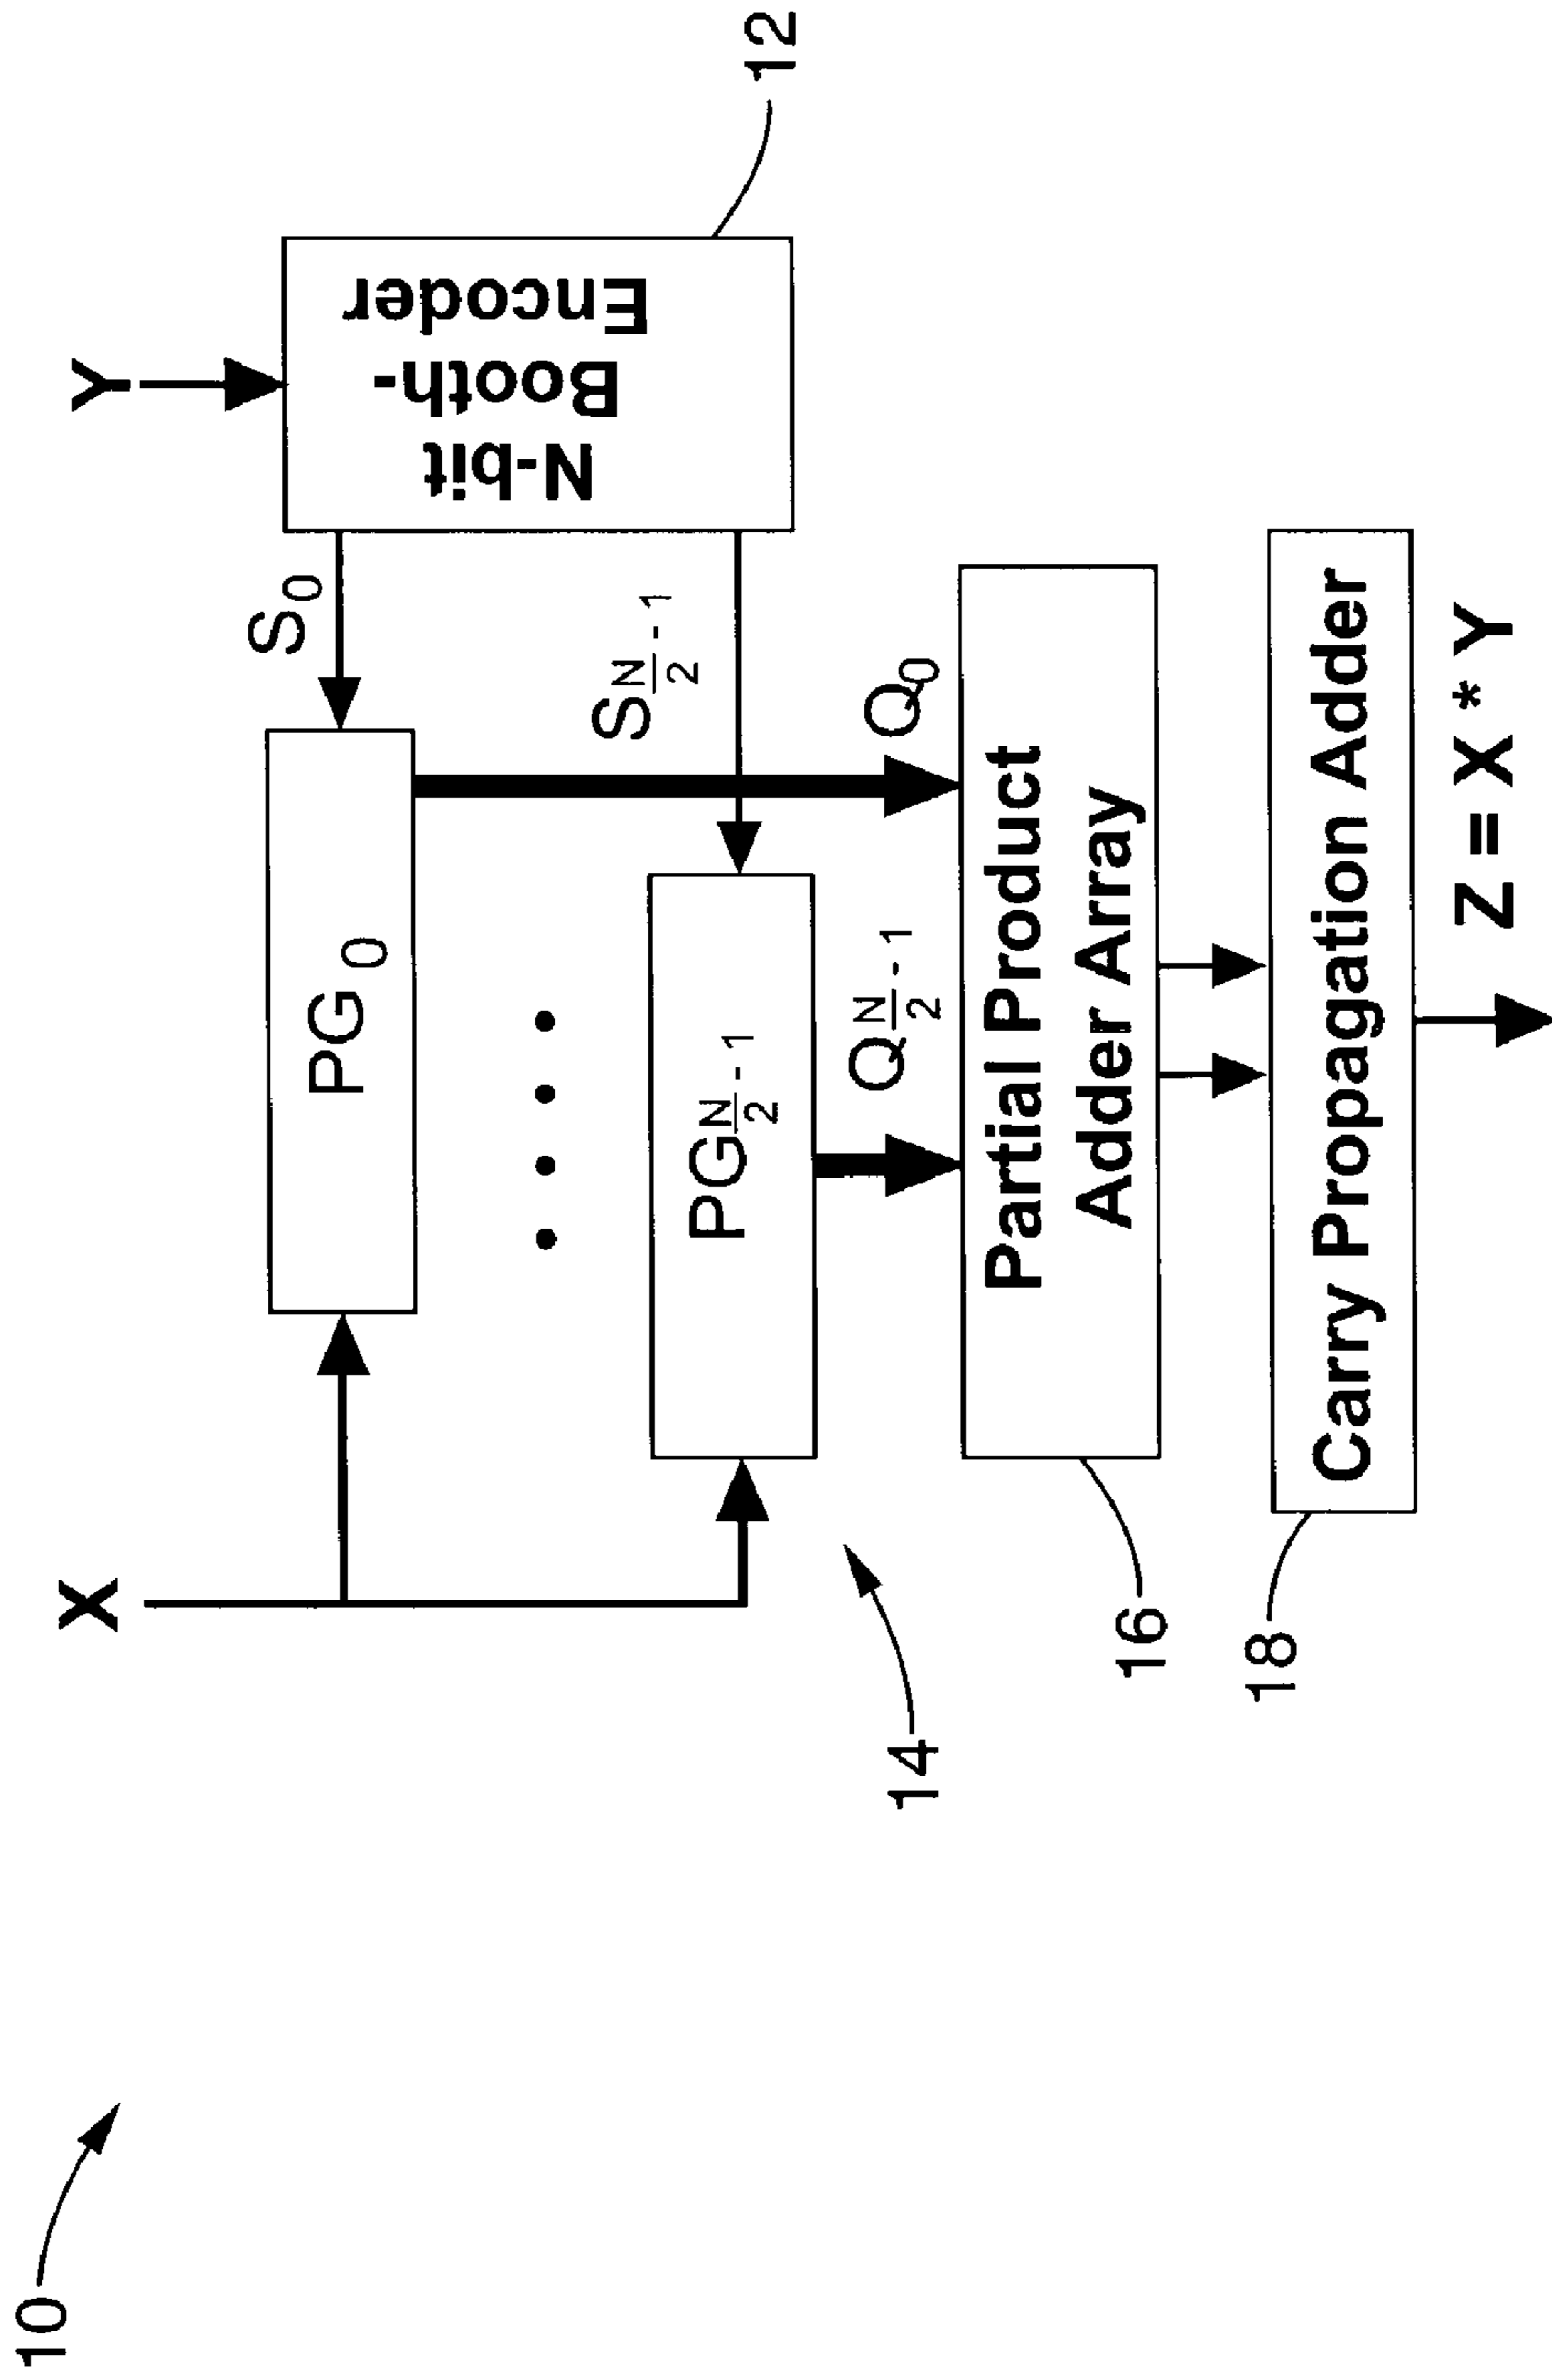 10
X
Y
N-bit
Booth-
Encoder
12
S0
PG0
SN/2-1
PGN/2-1
14
QN/2-1
Q0
Partial Product
Adder Array
16
Carry Propagation Adder
18
Z = X * Y